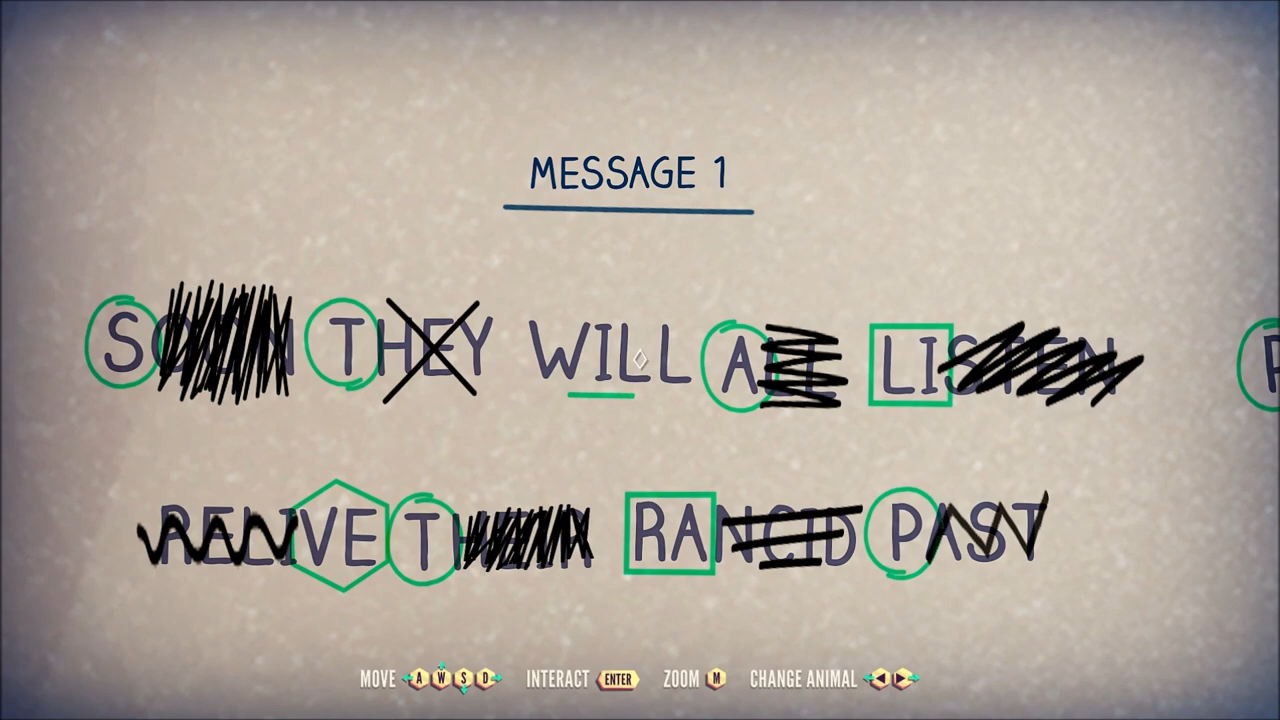 MESSAGE 1
SOON THEY WILL ALL LISTEN P
RELIVE THEIR RANCID PAST
MOVE A W S D INTERACT ENTER ZOOM M CHANGE ANIMAL